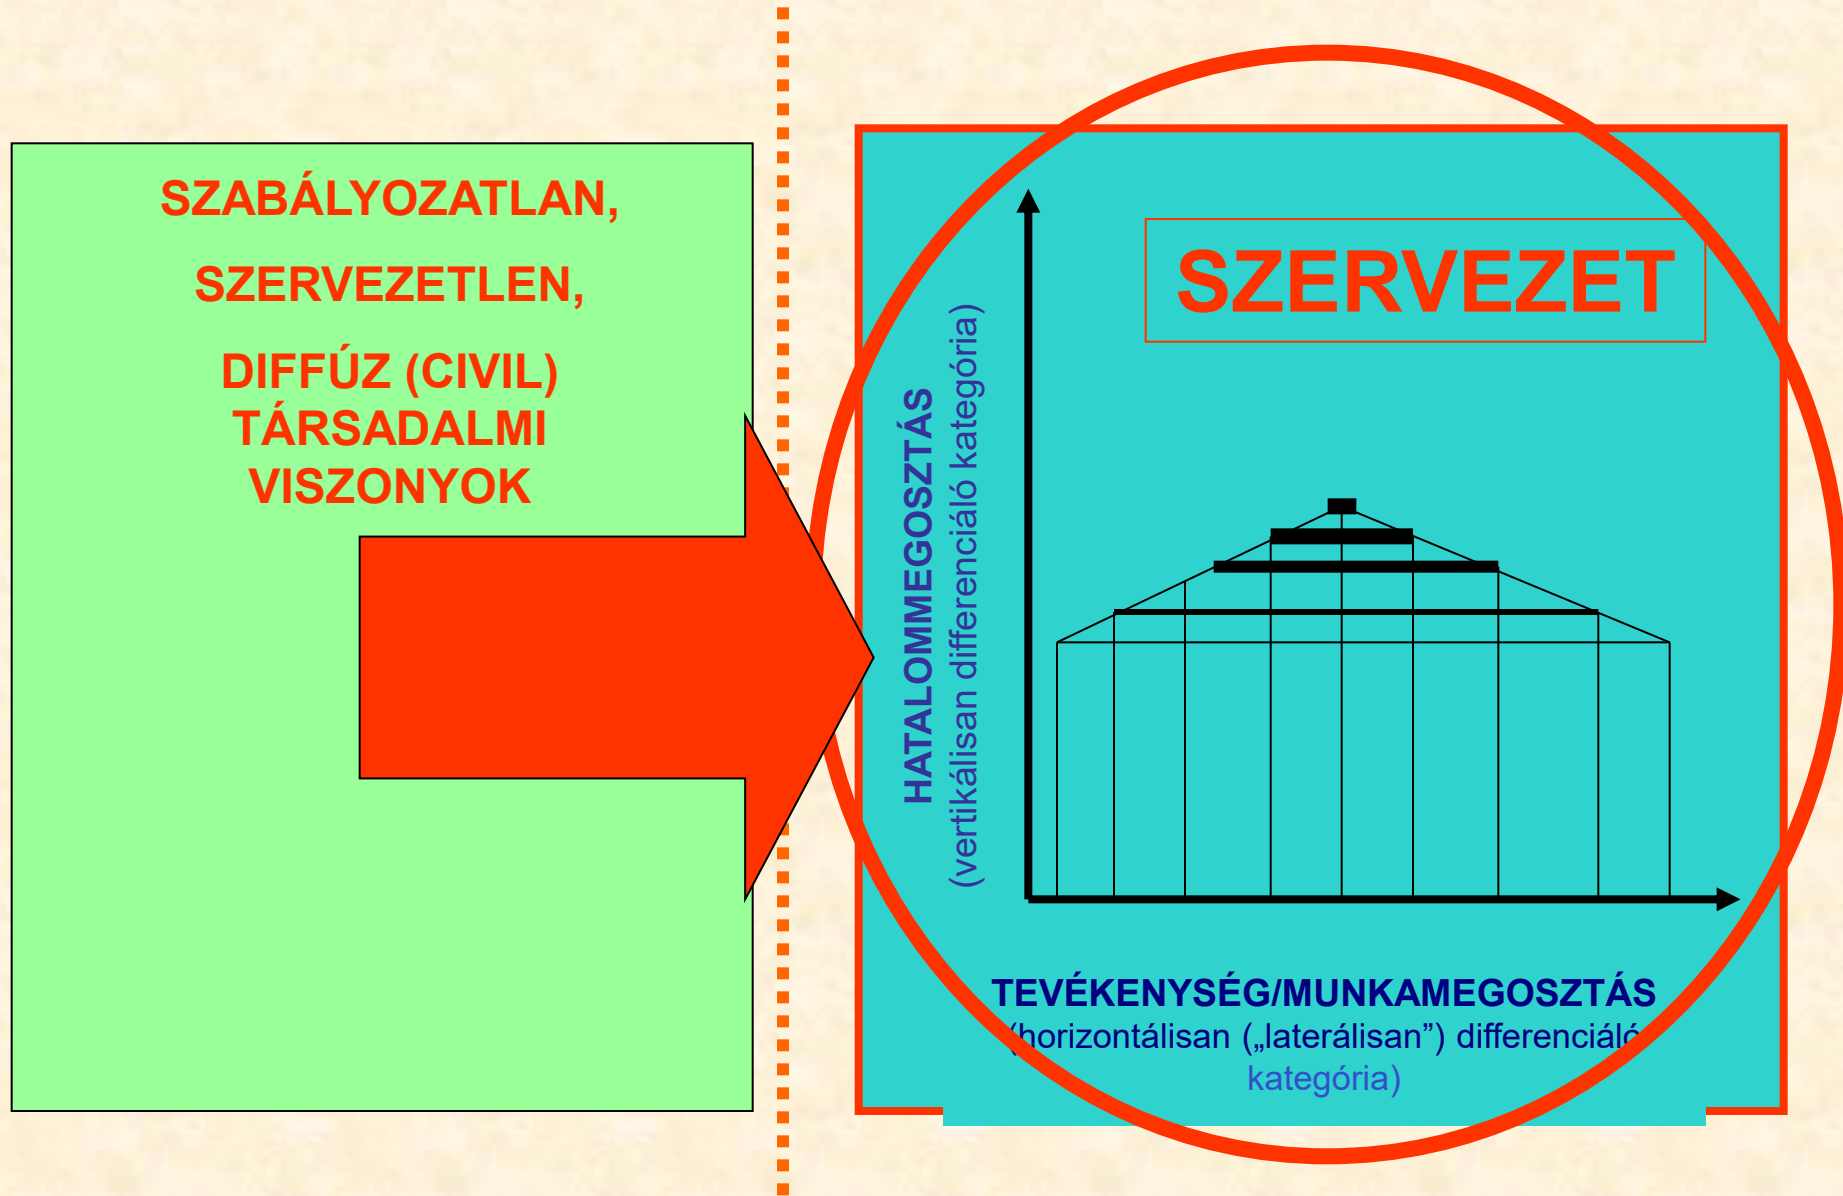 SZABÁLYOZATLAN,
SZERVEZETLEN,
DIFFÚZ (CIVIL)
TÁRSADALMI
VISZONYOK
SZERVEZET
HATALOMMEGOSZTÁS
(vertikálisan differenciáló kategória)
TEVÉKENYSÉG/MUNKAMEGOSZTÁS
(horizontálisan („laterálisan”) differenciáló
kategória)